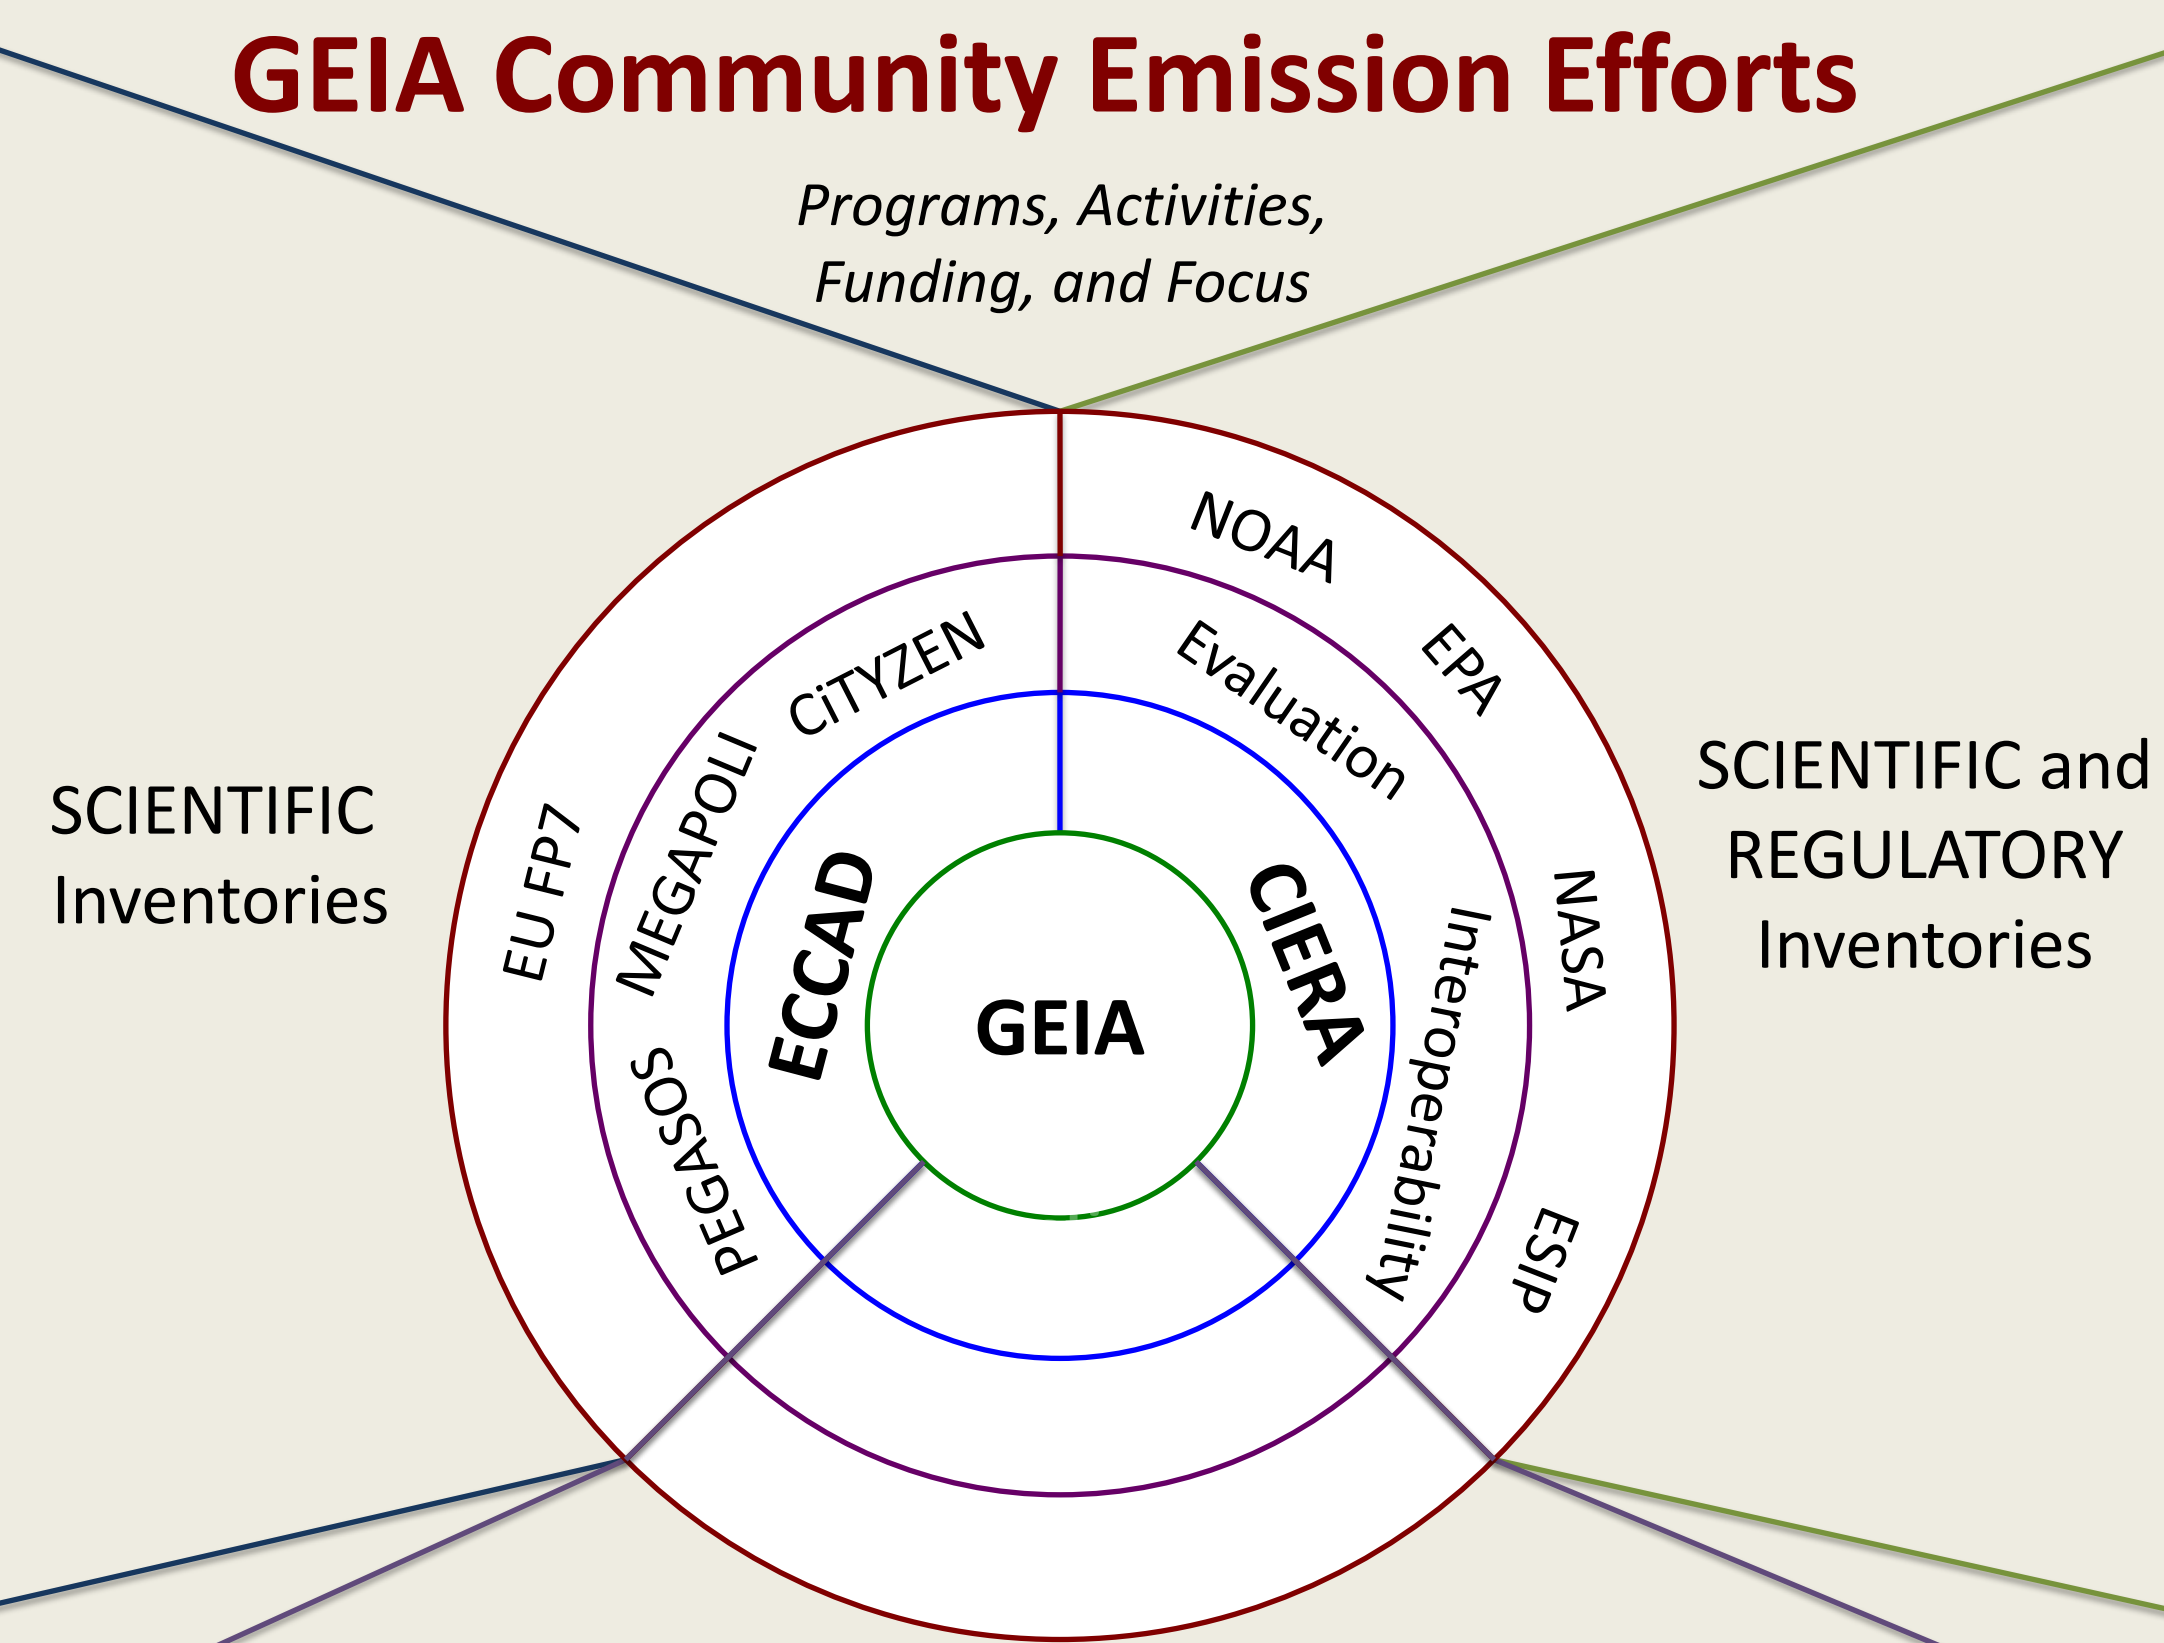 GEIA Community Emission Efforts
Programs, Activities,
Funding, and Focus
SCIENTIFIC
Inventories
EU FP7
CiTYZEN
MEGAPOLI
PEGASOS
ECCAD
GEIA
CIERA
Evaluation
Interoperability
NOAA
EPA
NASA
ESIP
SCIENTIFIC and
REGULATORY
Inventories